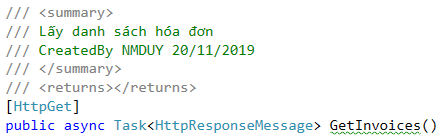 /// <summary>
/// Lấy danh sách hóa đơn
/// CreatedBy NMDUY 20/11/2019
/// </summary>
/// <returns></returns>
[HttpGet]
public async Task<HttpResponseMessage> GetInvoices()